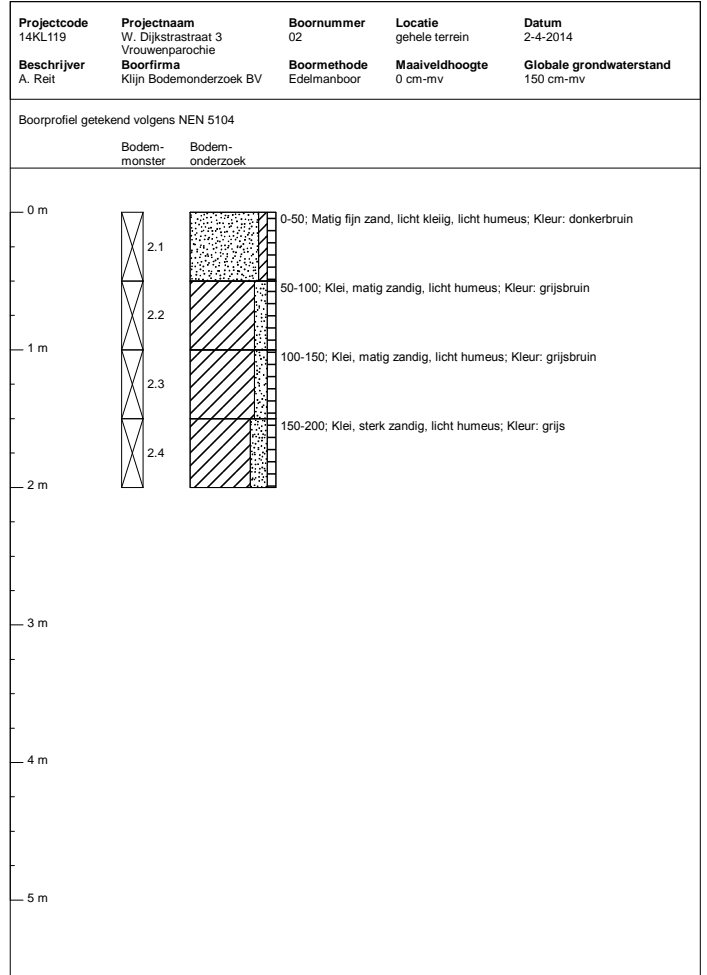 Projectcode Projectnaam Boornummer Locatie Datum
14KL119 W. Dijkstrastraat 3 02 gehele terrein 2-4-2014
Vrouwenparochie
Beschrijver Boorfirma Boormethode Maaiveldhoogte Globale grondwaterstand
A. Reit Klijn Bodemonderzoek BV Edelmanboor 0 cm-mv 150 cm-mv
Boorprofiel getekend volgens NEN 5104
Bodem- Bodem-
monster onderzoek
0 m
0-50; Matig fijn zand, licht kleiig, licht humeus; Kleur: donkerbruin
2.1
50-100; Klei, matig zandig, licht humeus; Kleur: grijsbruin
2.2
1 m
100-150; Klei, matig zandig, licht humeus; Kleur: grijsbruin
2.3
150-200; Klei, sterk zandig, licht humeus; Kleur: grijs
2.4
2 m
3 m
4 m
5 m